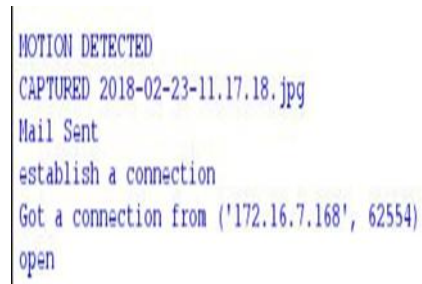 MOTION DETECTED
CAPTURED 2018-02-23-11.17.18.jpg
Mail Sent
establish a connection
Got a connection from ('172.16.7.168', 62554)
open